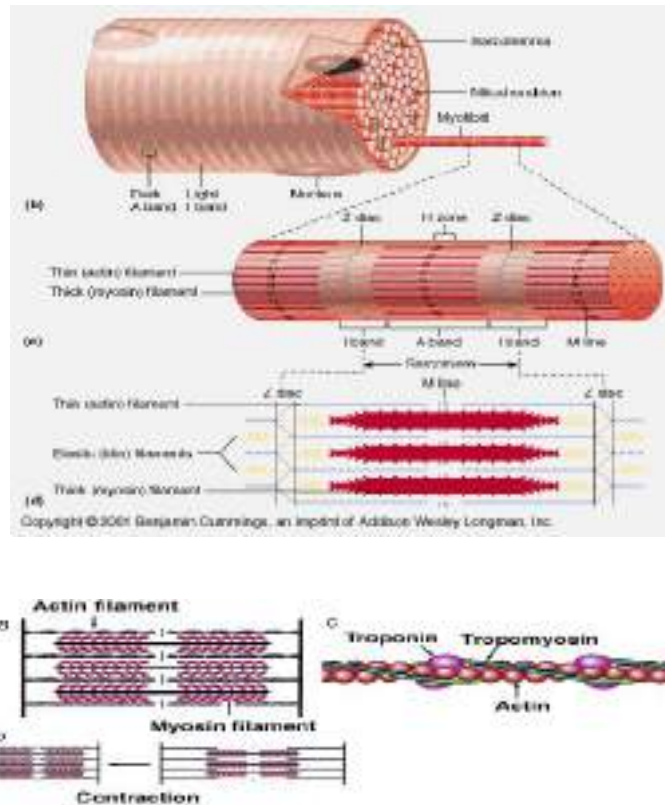 Sarcolemma
Mitochondrion
Myofibril
Dark
A band
Light
I band
Nucleus
(b)
Z disc
H zone
Z disc
Thin (actin) filament
Thick (myosin) filament
(c)
I band
A band
I band
M line
Sarcomere
Z disc
M line
Z disc
Thin (actin) filament
Elastic (titin) filaments
Thick (myosin) filament
(d)
Copyright © 2001 Benjamin Cummings, an imprint of Addison Wesley Longman, Inc.
Actin filament
Myosin filament
Contraction
C
Troponin
Tropomyosin
Actin